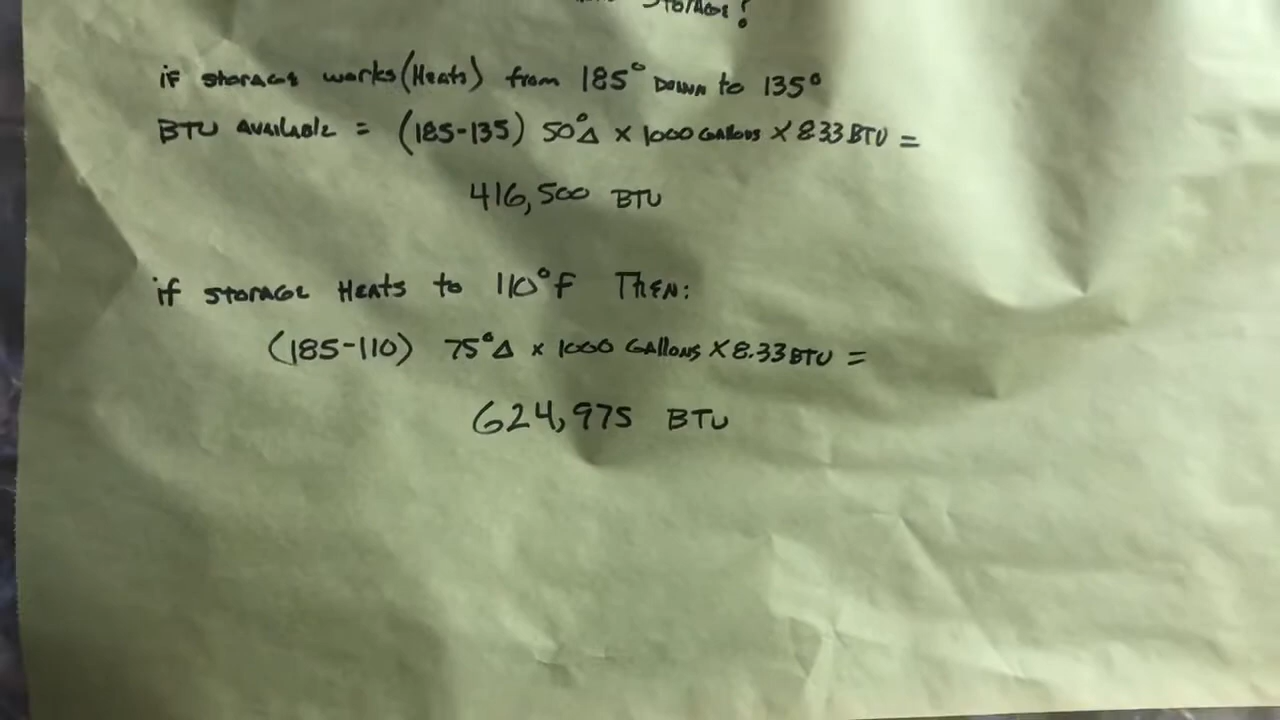 Storage!
if storage works (Heats) from 185° DOWN to 135°
BTU AvailAble = (185-135) 50°Δ x 1000 GAllons x 8.33 BTU =
416,500 BTU
if STORAGE HEATS to 110°F THEN:
(185-110) 75°Δ x 1000 GAllons x 8.33 BTU =
624,975 BTU